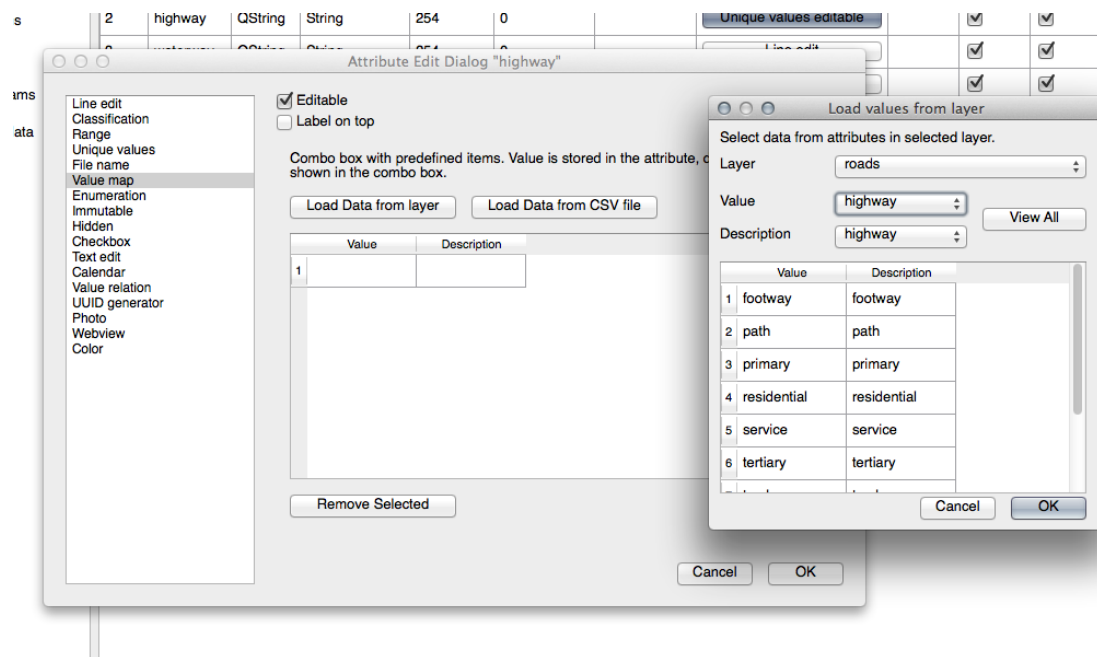 s
2 highway QString String 254 0 Unique values editable
Attribute Edit Dialog "highway"
ams
ata
Line edit
Classification
Range
Unique values
File name
Value map
Enumeration
Immutable
Hidden
Checkbox
Text edit
Calendar
Value relation
UUID generator
Photo
Webview
Color
Editable
Label on top
Combo box with predefined items. Value is stored in the attribute,
shown in the combo box.
Load Data from layer Load Data from CSV file
Value Description
1
Remove Selected
Cancel OK
Load values from layer
Select data from attributes in selected layer.
Layer roads
Value highway
View All
Description highway
Value Description
1 footway footway
2 path path
3 primary primary
4 residential residential
5 service service
6 tertiary tertiary
Cancel OK